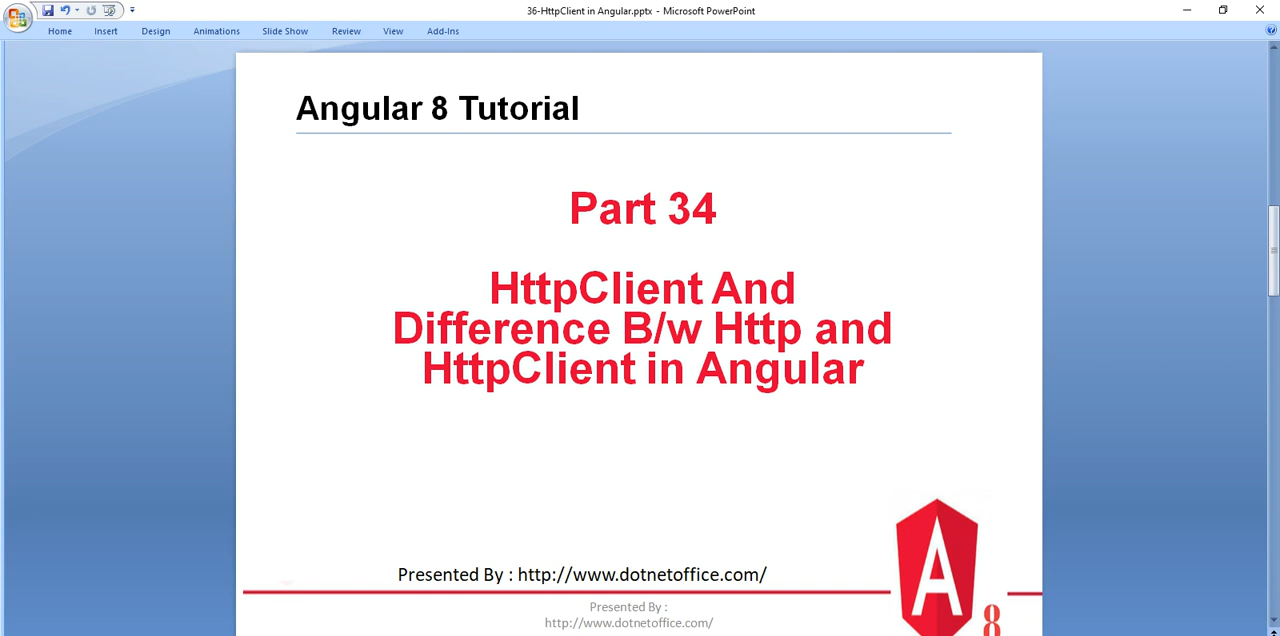 36-HttpClient in Angular.pptx - Microsoft PowerPoint
Home Insert Design Animations Slide Show Review View Add-Ins
Angular 8 Tutorial
Part 34
HttpClient And
Difference B/w Http and
HttpClient in Angular
Presented By : http://www.dotnetoffice.com/
Presented By :
http://www.dotnetoffice.com/
A
8